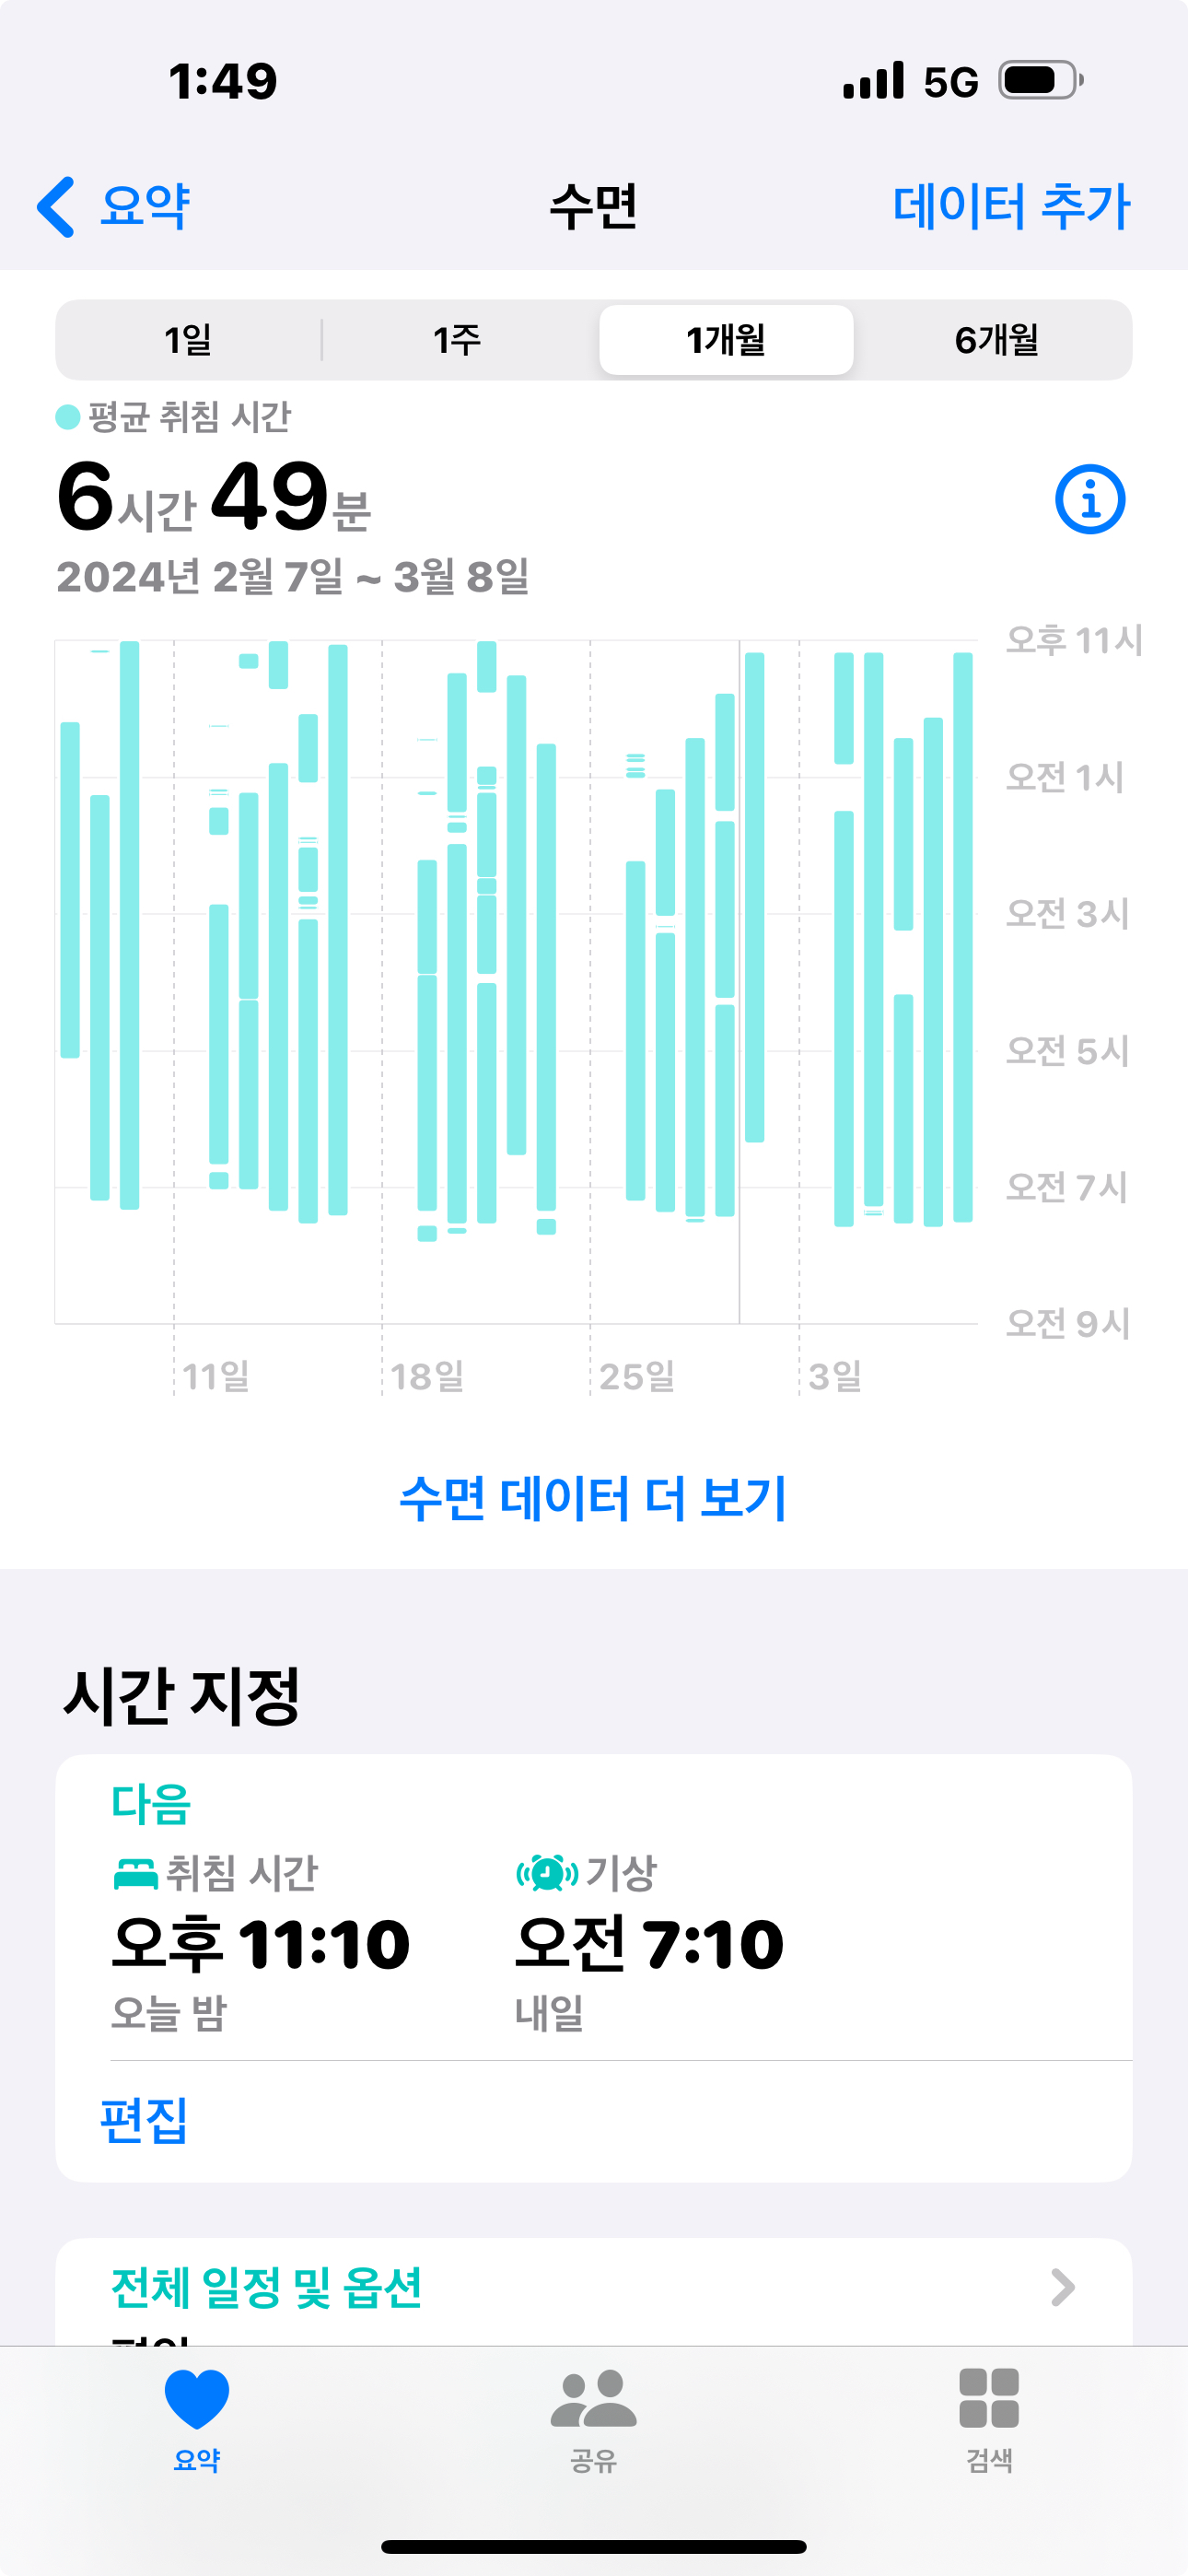 1:49 5G
요약 수면 데이터 추가
1일 1주 1개월 6개월
평균 취침 시간
6시간 49분
2024년 2월 7일 ~ 3월 8일
오후 11시
오전 1시
오전 3시
오전 5시
오전 7시
오전 9시
11일 18일 25일 3일
수면 데이터 더 보기
시간 지정
다음
취침 시간 기상
오후 11:10 오전 7:10
오늘 밤 내일
편집
전체 일정 및 옵션
요약 공유 검색